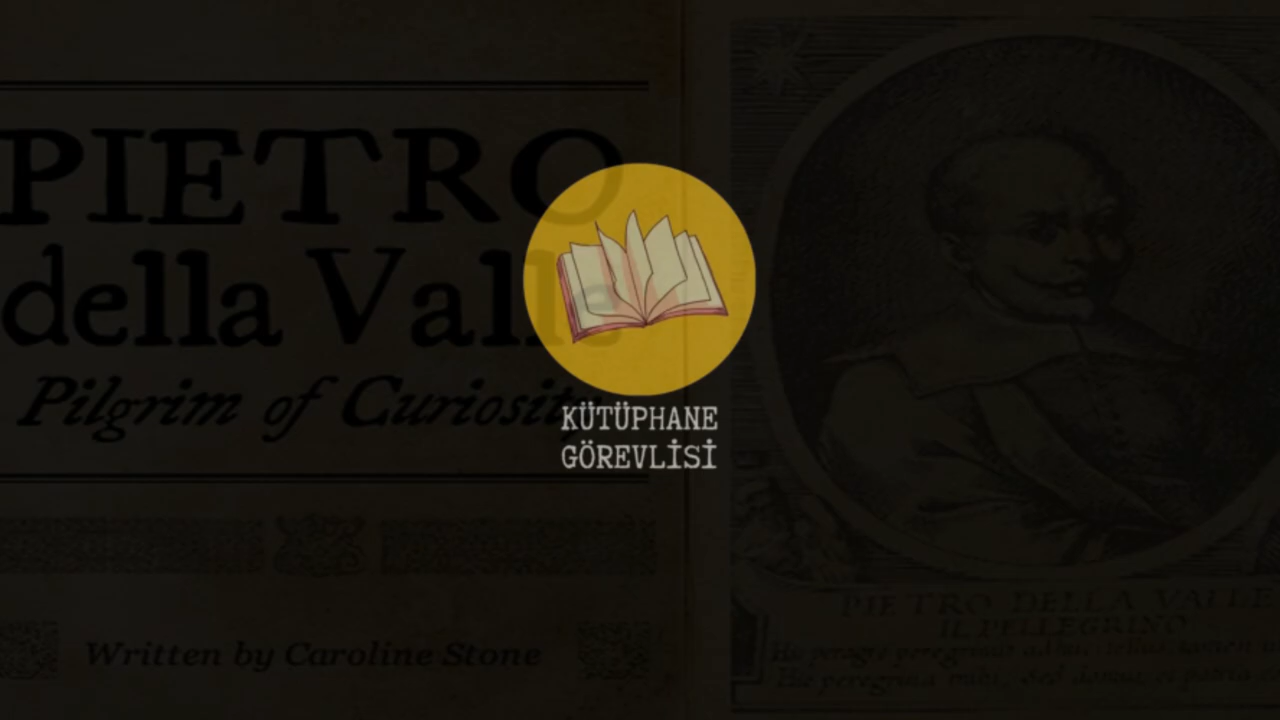 PIETRO
della Valle
Pilgrim of Curiosity
Written by Caroline Stone
KÜTÜPHANE
GÖREVLİSİ
PIETRO DELLA VALLE
IL PELLEGRINO